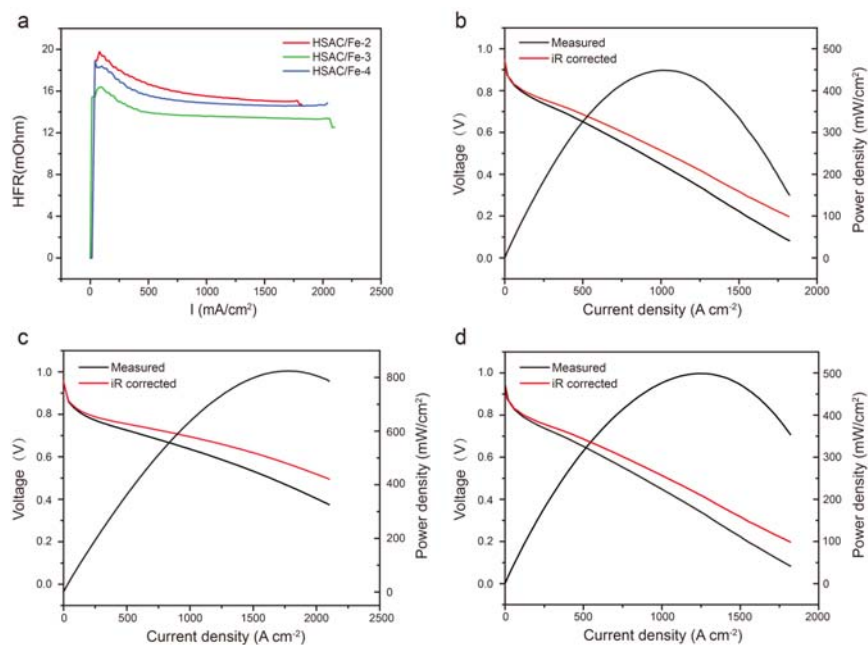 a
20
16
12
8
4
0
HFR(mOhm)
HSAC/Fe-2
HSAC/Fe-3
HSAC/Fe-4
0 500 1000 1500 2000 2500
I (mA/cm²)
b
1.0
0.8
0.6
0.4
0.2
0.0
Voltage (V)
Measured
iR corrected
500
400
300
200
100
0
Power density (mW/cm²)
0 500 1000 1500 2000
Current density (A cm⁻²)
c
1.0
0.8
0.6
0.4
0.2
0.0
Voltage (V)
Measured
iR corrected
800
600
400
200
0
Power density (mW/cm²)
0 500 1000 1500 2000 2500
Current density (A cm⁻²)
d
1.0
0.8
0.6
0.4
0.2
0.0
Voltage (V)
Measured
iR corrected
500
400
300
200
100
0
Power density (mW/cm²)
0 500 1000 1500 2000
Current density (A cm⁻²)